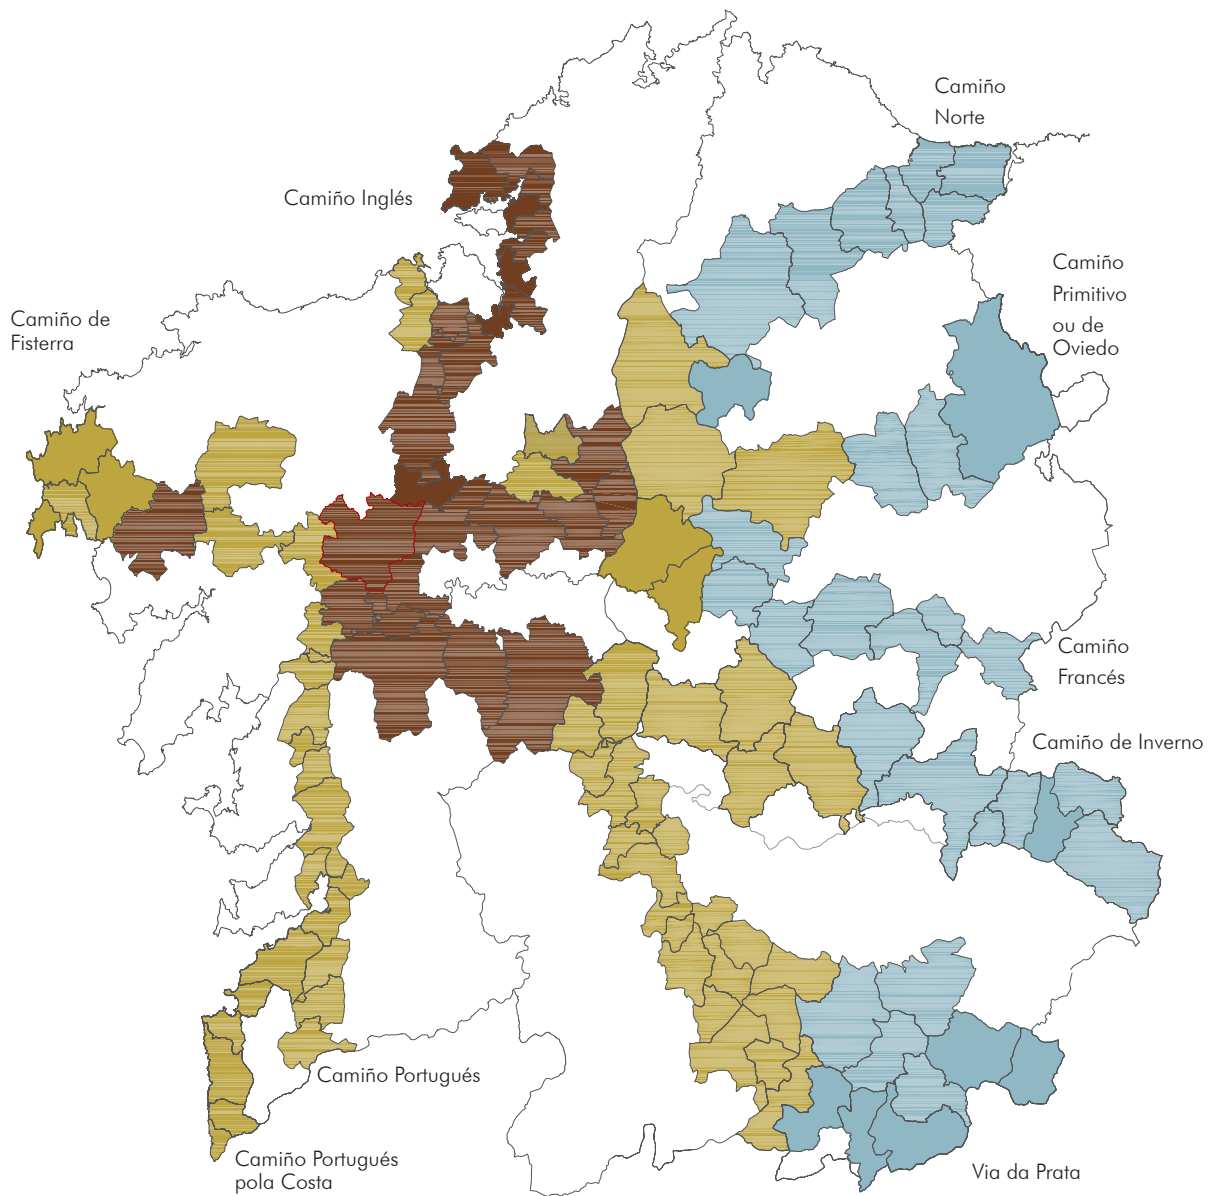 Camiño
Norte
Camiño Inglés
Camiño
Primitivo
ou de
Oviedo
Camiño de
Fisterra
Camiño
Francés
Camiño de Inverno
Camiño Portugués
Camiño Portugués
pola Costa
Via da Prata